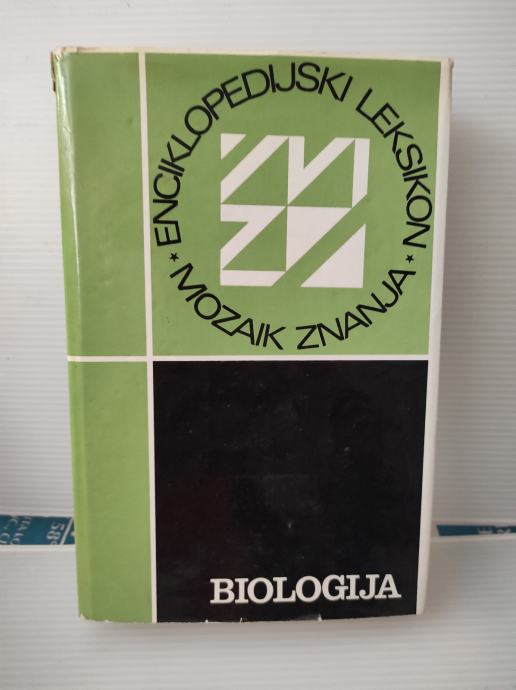 ENCIKLOPEDIJSKI LEKSIKON
* MOZAIK ZNANJA *
BIOLOGIJA